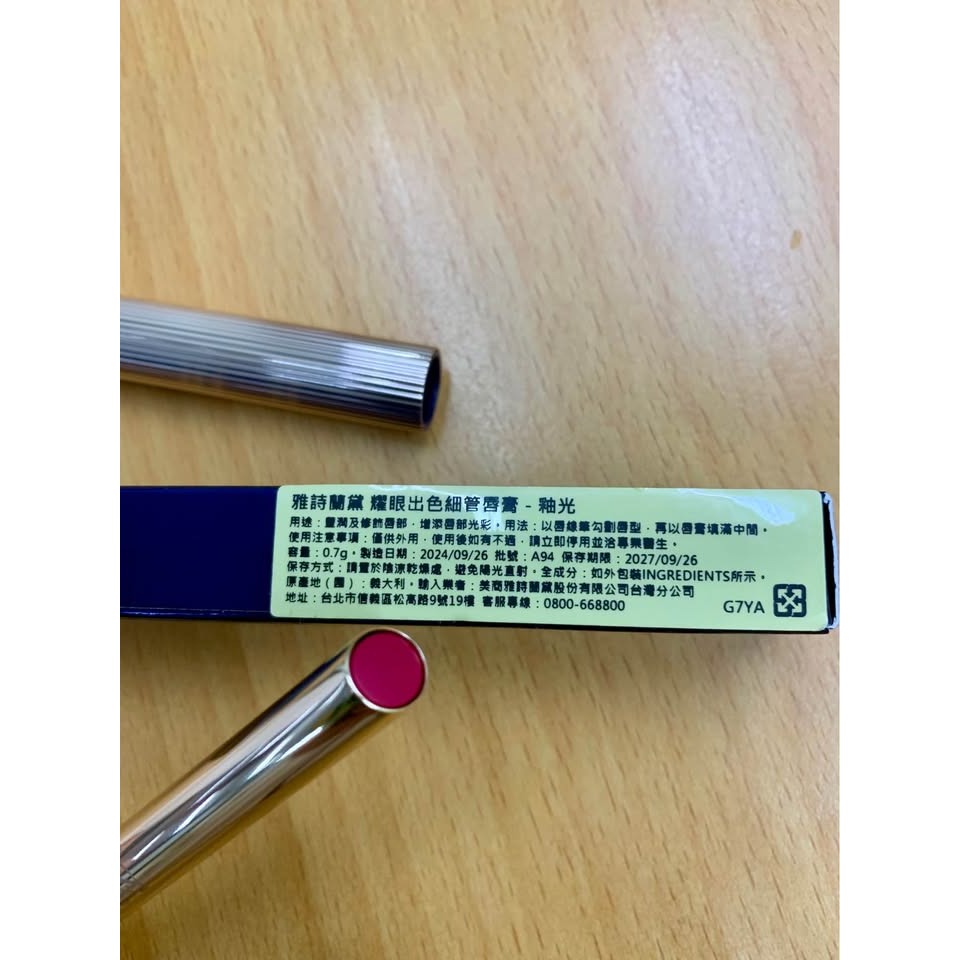 雅詩蘭黛 耀眼出色細管唇膏 - 釉光
用途：豐潤及修飾唇部，增添唇部光彩。用法：以唇線筆勾劃唇型，再以唇膏填滿中間。
使用注意事項：僅供外用，使用後如有不適，請立即停用並洽專業醫生。
容量：0.7g。製造日期：2024/09/26 批號：A94 保存期限：2027/09/26
保存方式：請置於陰涼乾燥處，避免陽光直射。全成分：如外包裝INGREDIENTS所示。
原產地（國）：義大利。輸入業者：美商雅詩蘭黛股份有限公司台灣分公司
地址：台北市信義區松高路9號19樓 客服專線：0800-668800
G7YA